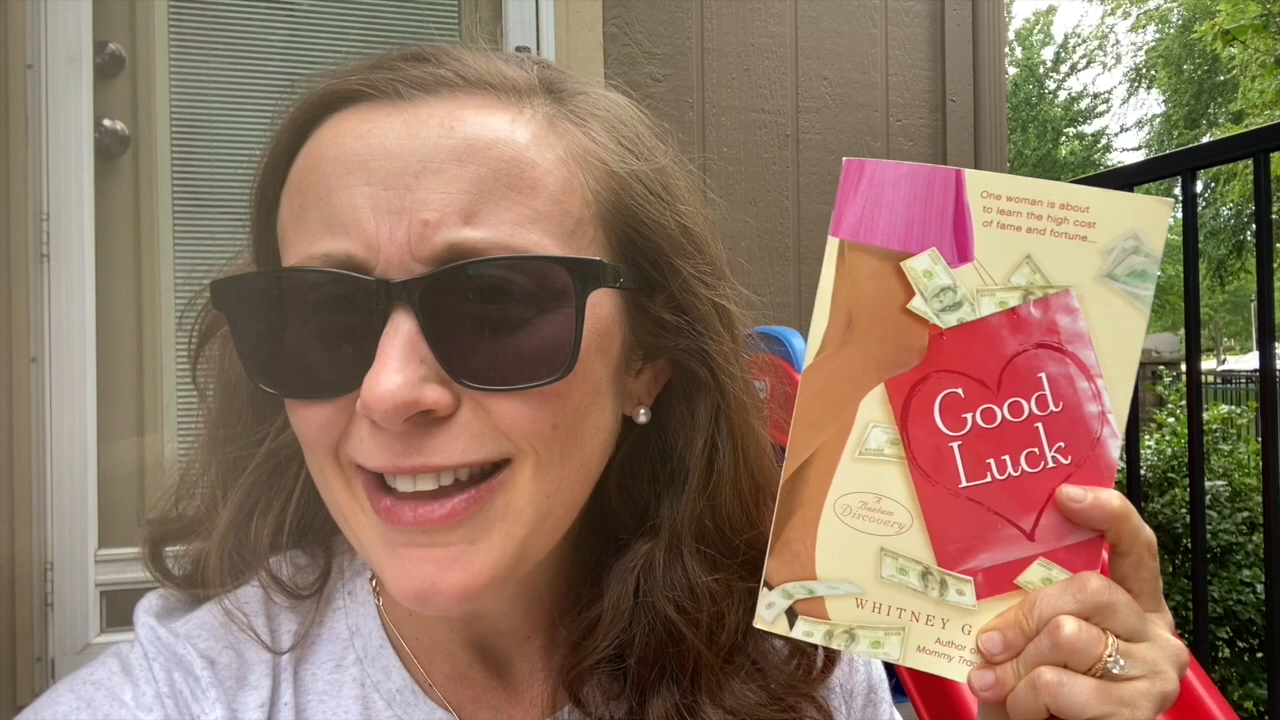 One woman is about
to learn the high cost
of fame and fortune...
Good
Luck
A
Bantam
Discovery
WHITNEY G
Author o
Mommy Trac